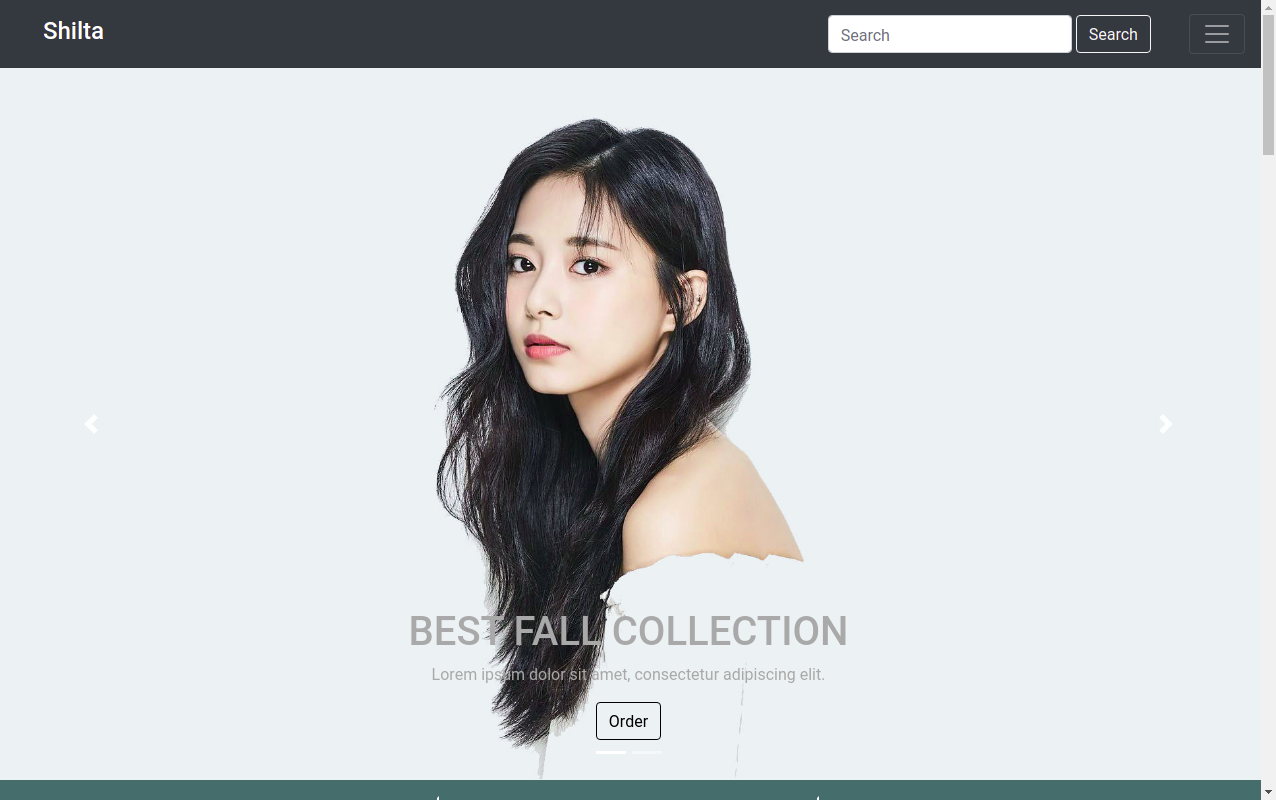 Shilta
Search
Search
BEST FALL COLLECTION
Lorem ipsum dolor sit amet, consectetur adipiscing elit.
Order